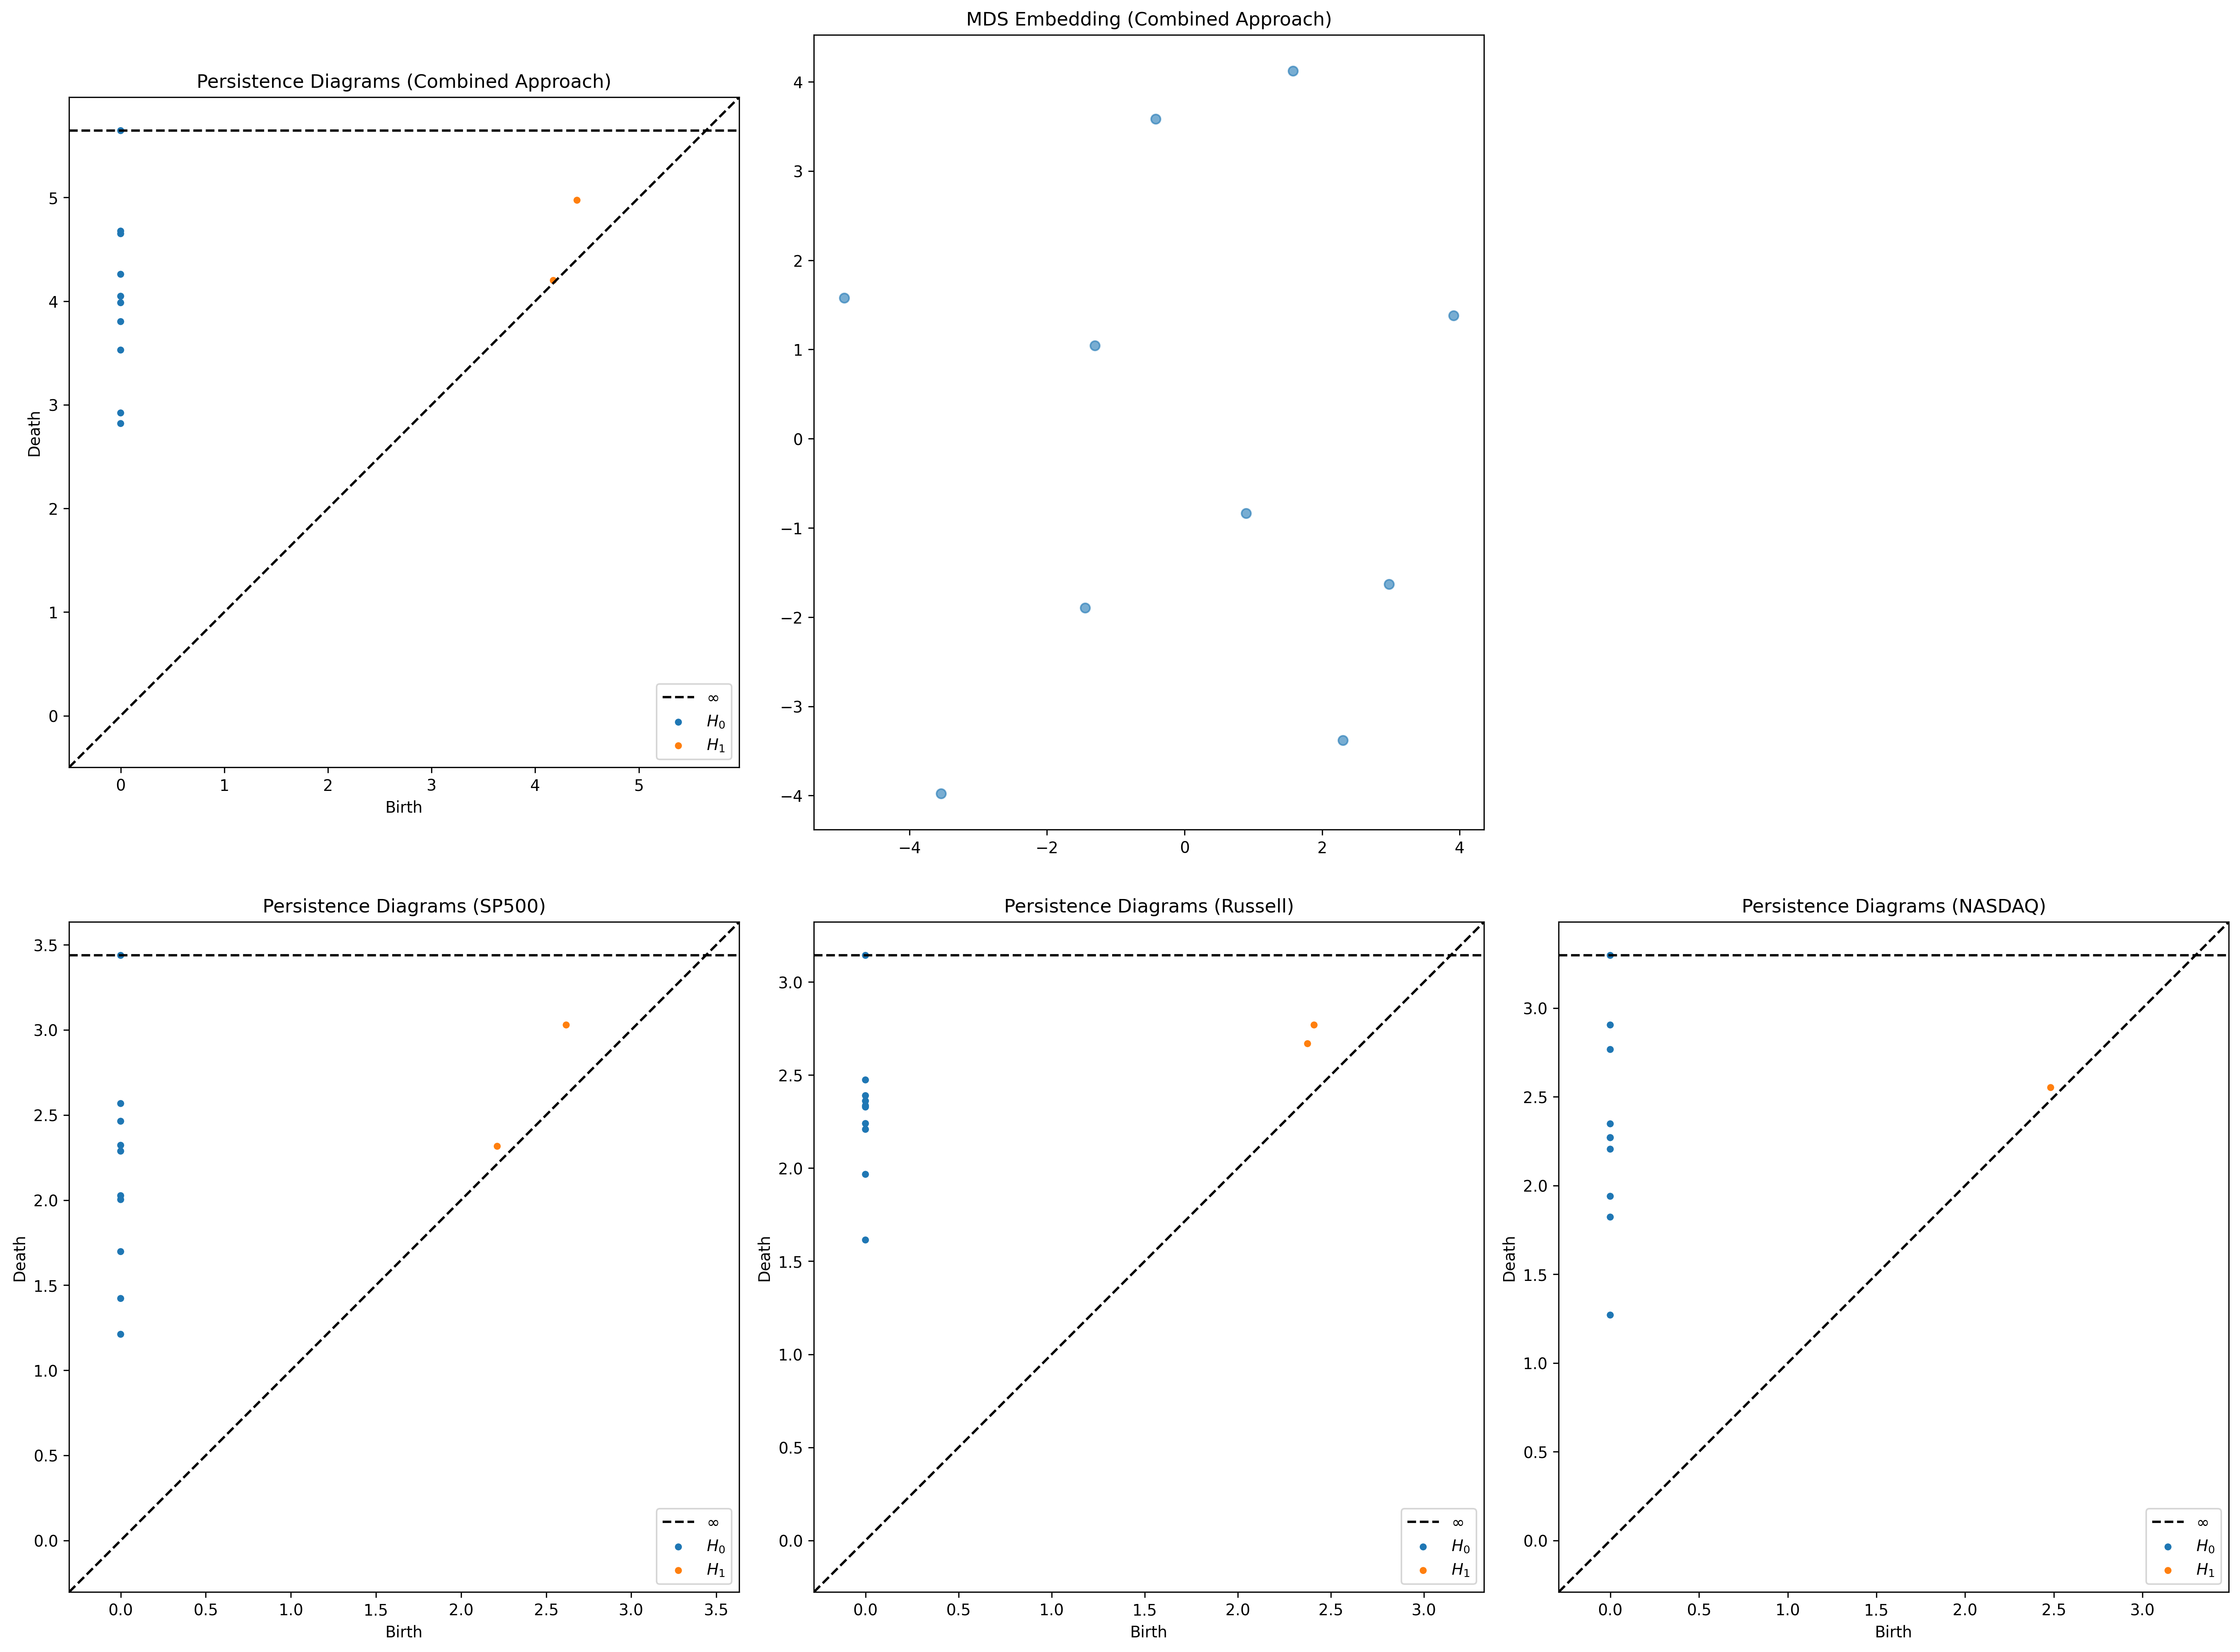 MDS Embedding (Combined Approach)
4
3
2
1
0
−1
−2
−3
−4
−4 −2 0 2 4
Persistence Diagrams (Combined Approach)
Death
5
4
3
2
1
0
0 1 2 3 4 5
Birth
∞
H₀
H₁
Persistence Diagrams (SP500)
Death
3.5
3.0
2.5
2.0
1.5
1.0
0.5
0.0
0.0 0.5 1.0 1.5 2.0 2.5 3.0 3.5
Birth
∞
H₀
H₁
Persistence Diagrams (Russell)
Death
3.0
2.5
2.0
1.5
1.0
0.5
0.0
0.0 0.5 1.0 1.5 2.0 2.5 3.0
Birth
∞
H₀
H₁
Persistence Diagrams (NASDAQ)
Death
3.0
2.5
2.0
1.5
1.0
0.5
0.0
0.0 0.5 1.0 1.5 2.0 2.5 3.0
Birth
∞
H₀
H₁